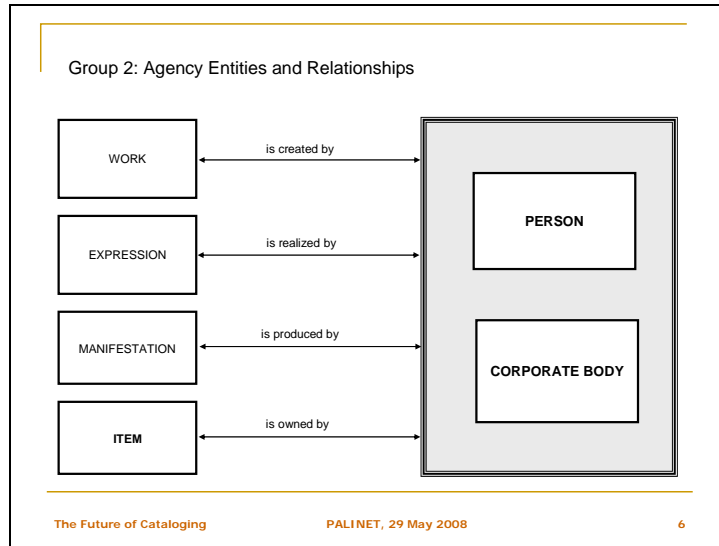 Group 2: Agency Entities and Relationships
WORK
is created by
PERSON
EXPRESSION
is realized by
MANIFESTATION
is produced by
CORPORATE BODY
ITEM
is owned by
The Future of Cataloging
PALINET, 29 May 2008
6